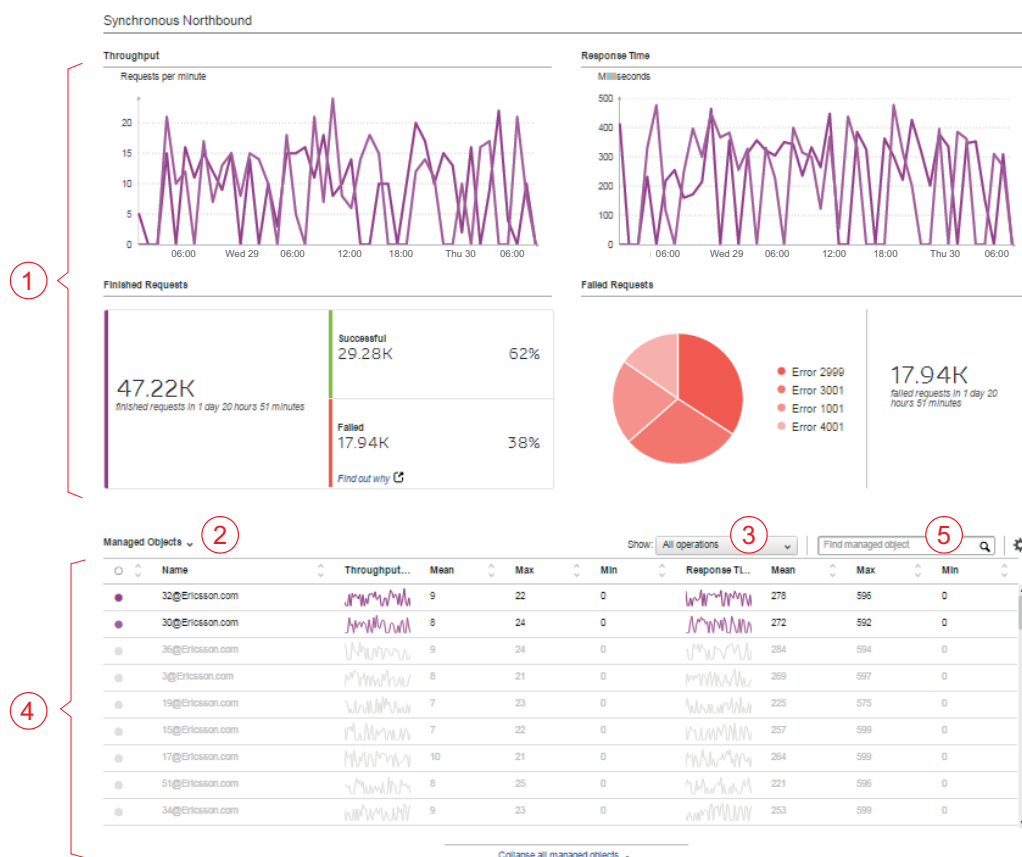 Synchronous Northbound
Throughput
Requests per minute
20
15
10
5
0
06:00 Wed 29 06:00 12:00 18:00 Thu 30 06:00
Response Time
Milliseconds
500
400
300
200
100
0
06:00 Wed 29 06:00 12:00 18:00 Thu 30 06:00
1
Finished Requests
47.22K
finished requests in 1 day 20 hours 51 minutes
Successful
29.28K 62%
Failed
17.94K 38%
Find out why
Failed Requests
Error 2999
Error 3001
Error 1001
Error 4001
17.94K
failed requests in 1 day 20
hours 51 minutes
Managed Objects 2 Show: All operations 3 Find managed object 5
Name Throughput... Mean Max Min Response Ti... Mean Max Min
32@Ericsson.com 9 22 0 278 596 0
30@Ericsson.com 8 24 0 272 592 0
36@Ericsson.com 9 24 0 284 594 0
3@Ericsson.com 8 21 0 269 597 0
19@Ericsson.com 7 23 0 225 575 0
4
15@Ericsson.com 7 22 0 257 599 0
17@Ericsson.com 10 21 0 264 599 0
51@Ericsson.com 8 25 0 221 596 0
34@Ericsson.com 9 23 0 253 599 0
Collapse all managed objects